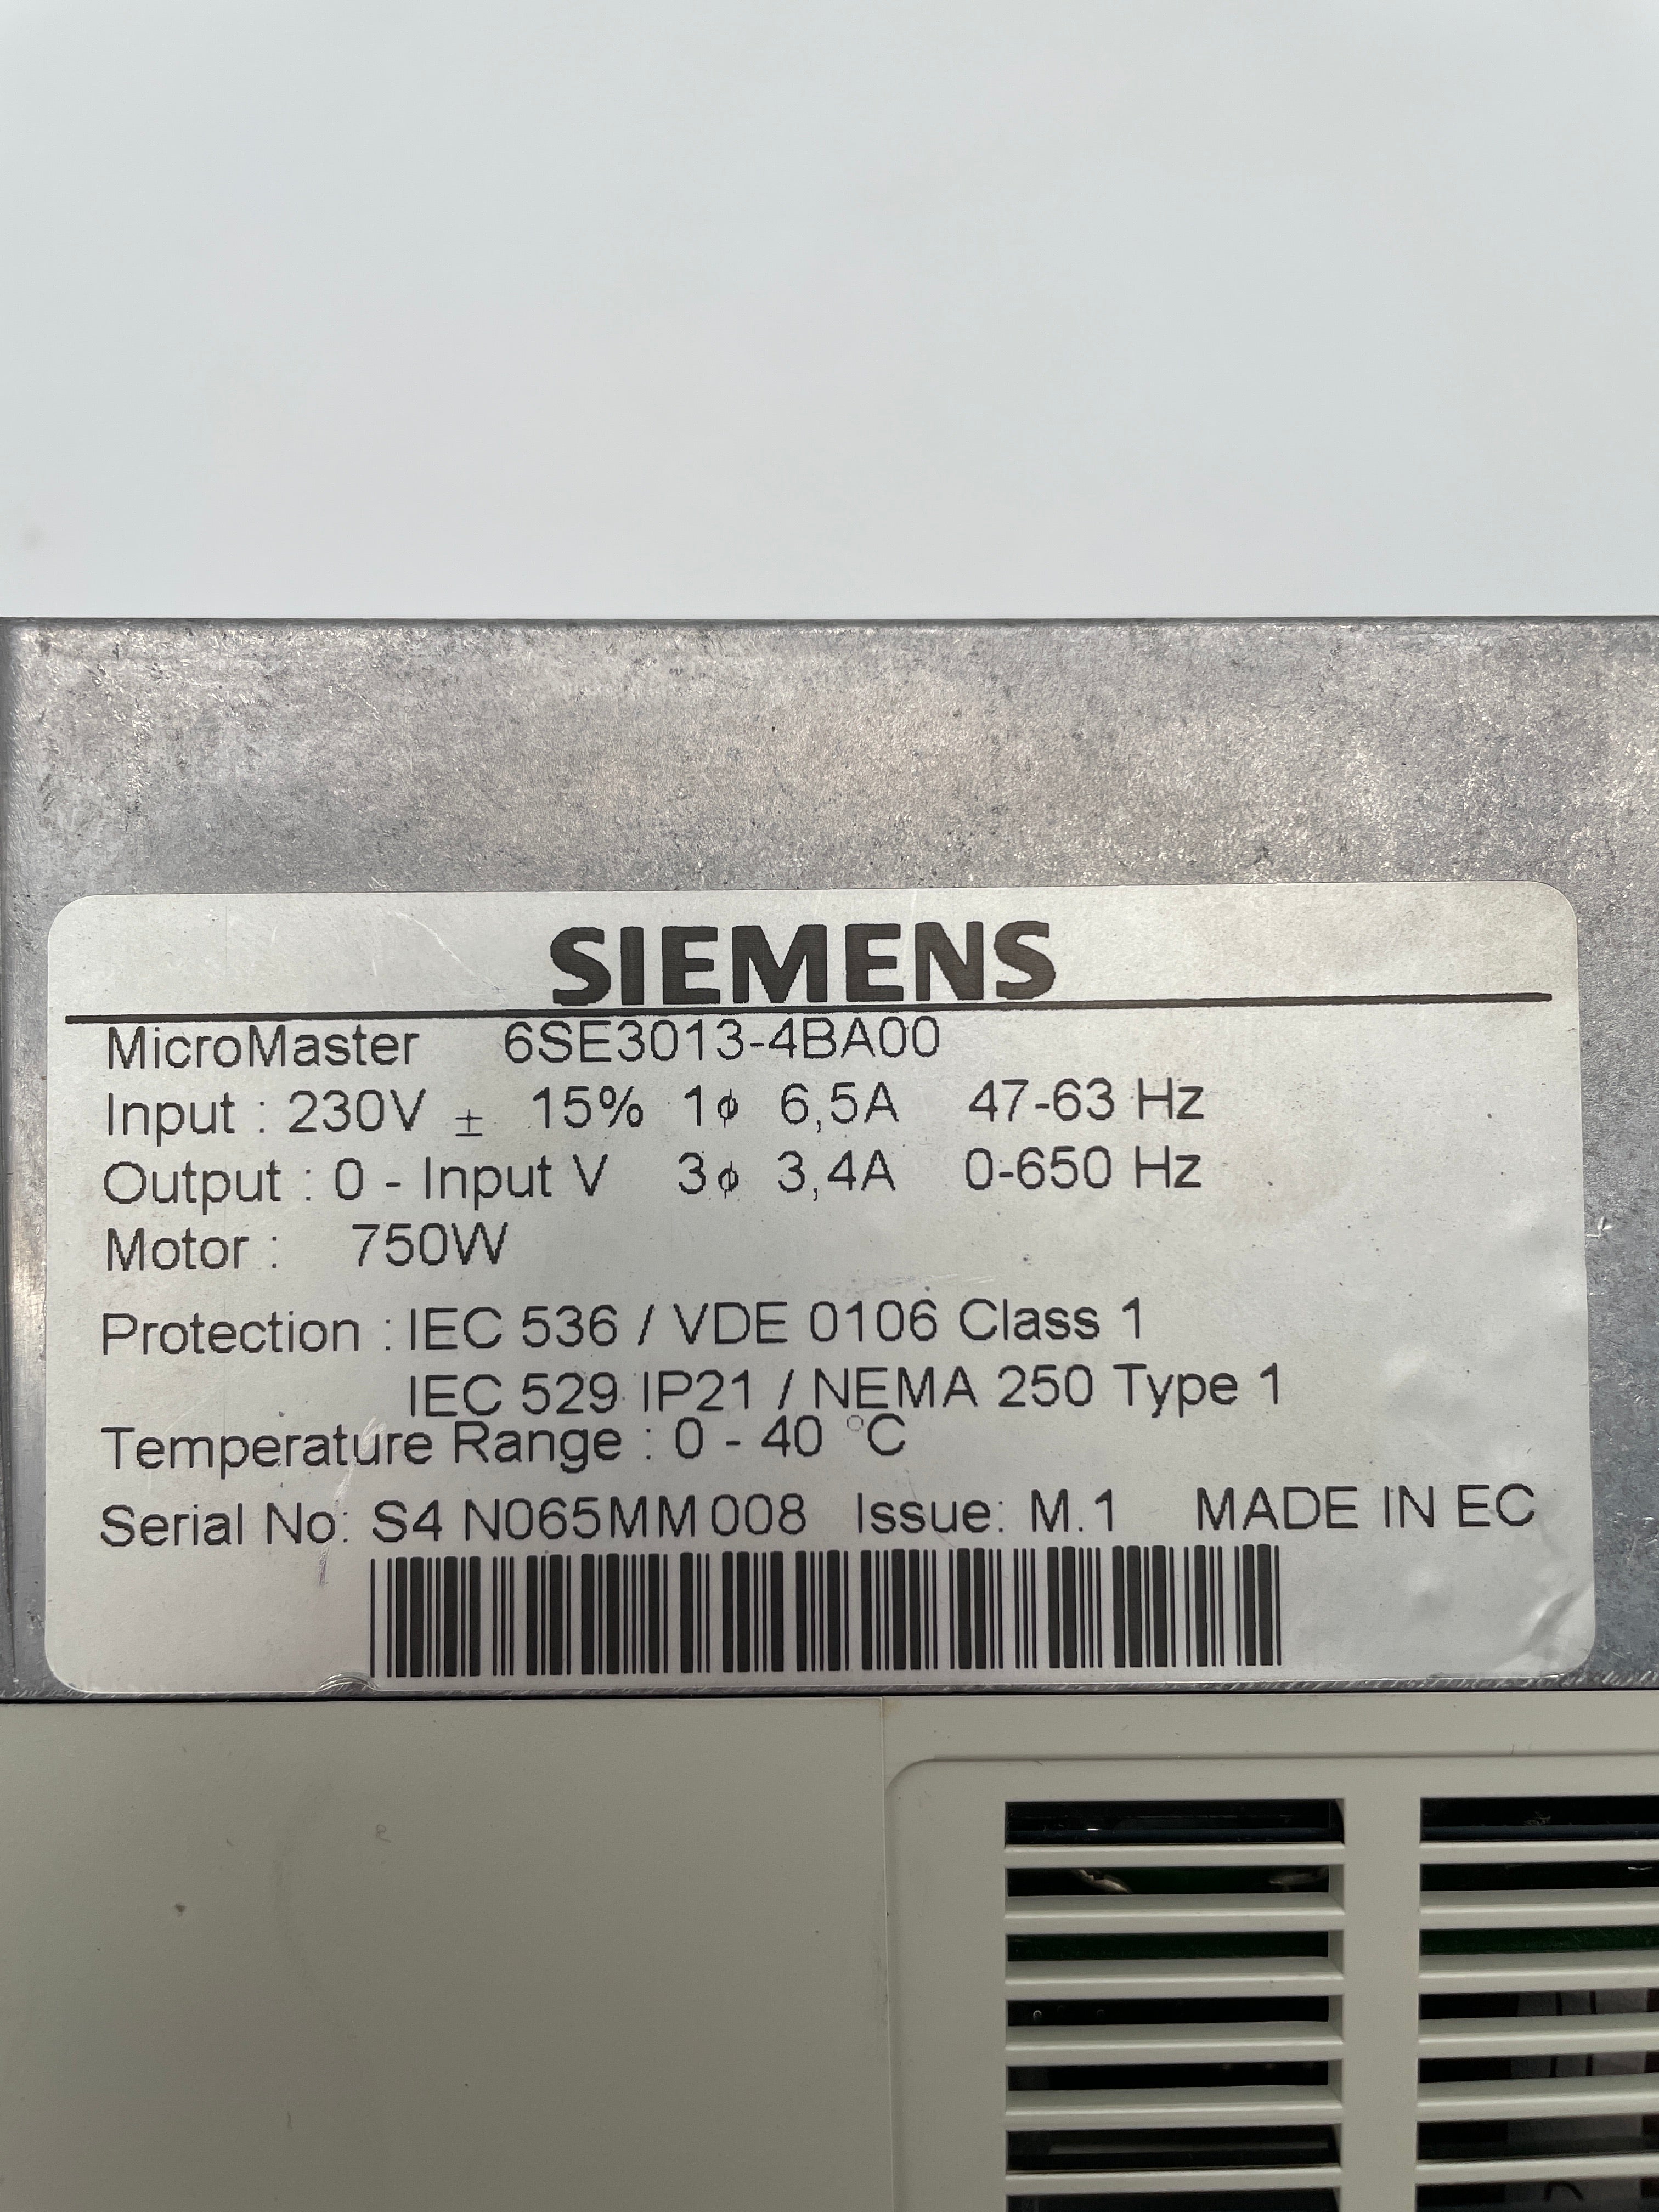 SIEMENS
MicroMaster 6SE3013-4BA00
Input : 230V ± 15% 1ϕ 6,5A 47-63 Hz
Output : 0 - Input V 3ϕ 3,4A 0-650 Hz
Motor : 750W
Protection : IEC 536 / VDE 0106 Class 1
IEC 529 IP21 / NEMA 250 Type 1
Temperature Range : 0 - 40 °C
Serial No: S4 N065MM008 Issue: M.1 MADE IN EC